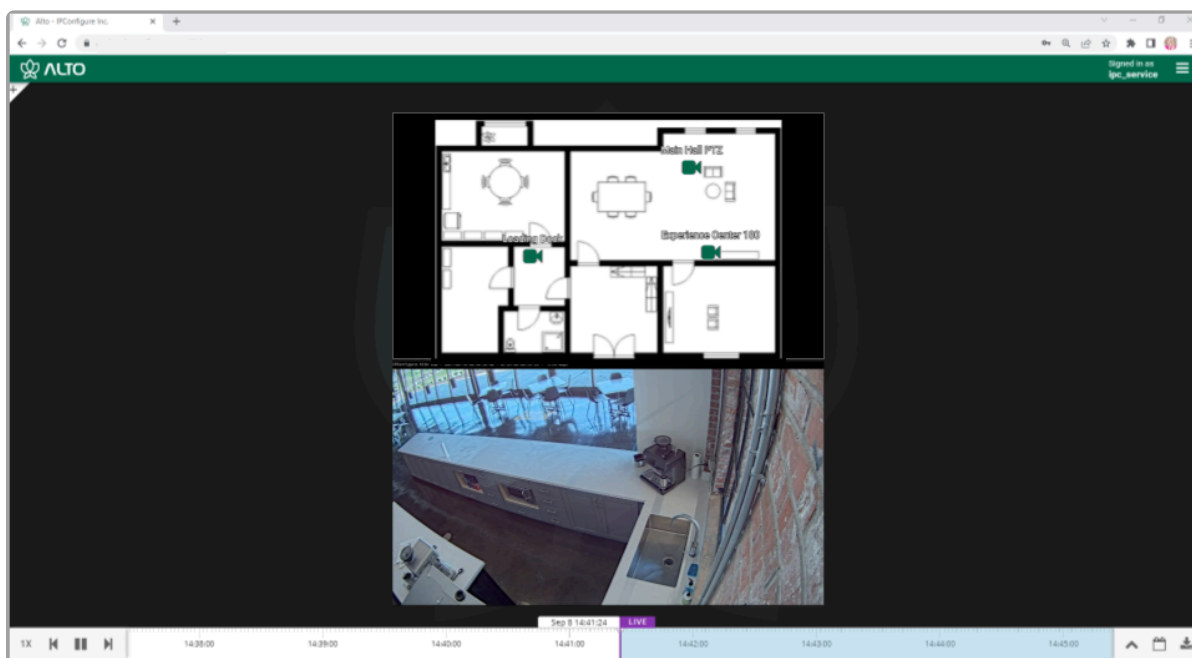 Alto - IPConfigure Inc.
ALTO
Signed in as
ipc_service
Main Hall PTZ
Loading Dock
Experience Center 180
Sep 8 14:41:24
LIVE
1X
14:38:00
14:39:00
14:40:00
14:41:00
14:42:00
14:43:00
14:44:00
14:45:00